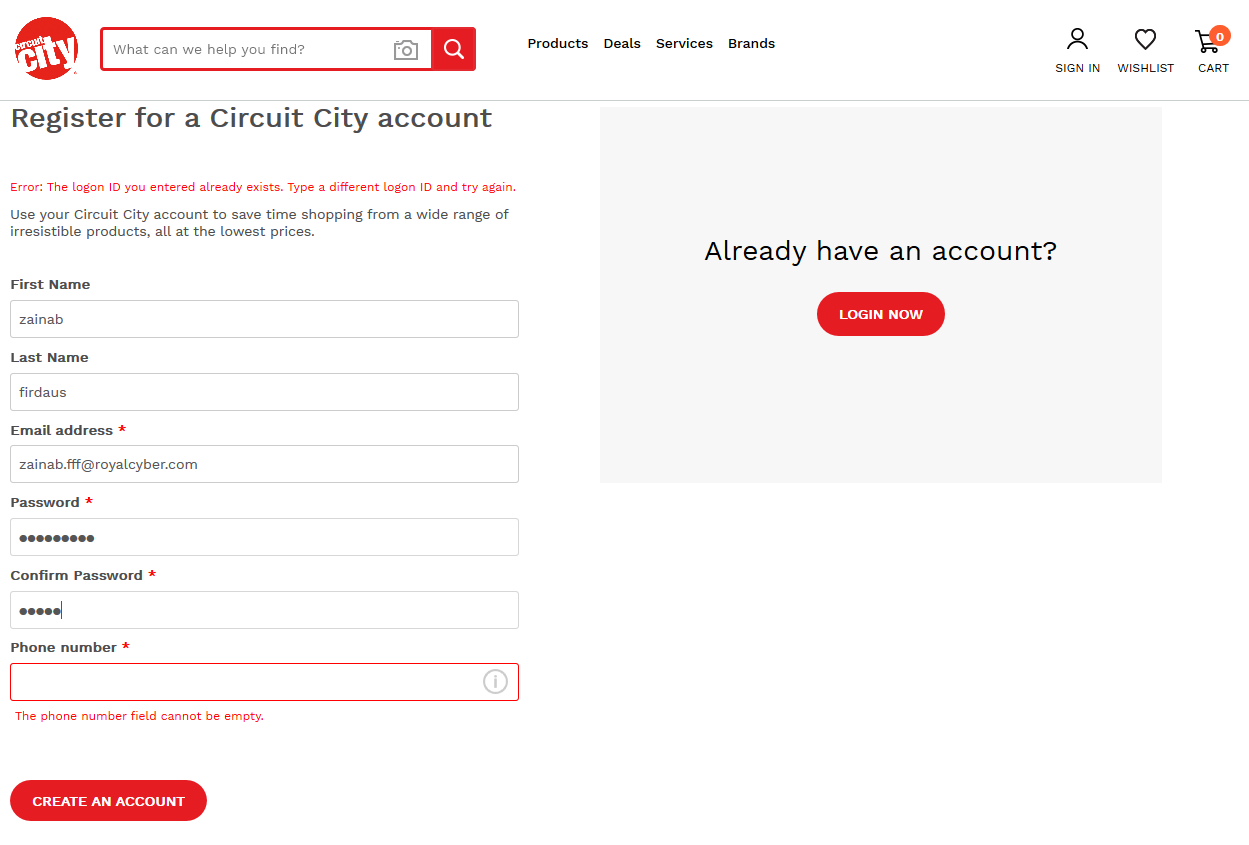 circuit
city
What can we help you find?
Products Deals Services Brands
0
SIGN IN WISHLIST CART
Register for a Circuit City account
Error: The logon ID you entered already exists. Type a different logon ID and try again.
Use your Circuit City account to save time shopping from a wide range of
irresistible products, all at the lowest prices.
First Name
zainab
Last Name
firdaus
Email address *
zainab.fff@royalcyber.com
Password *
●●●●●●●●●
Confirm Password *
●●●●●
Phone number *
The phone number field cannot be empty.
CREATE AN ACCOUNT
Already have an account?
LOGIN NOW